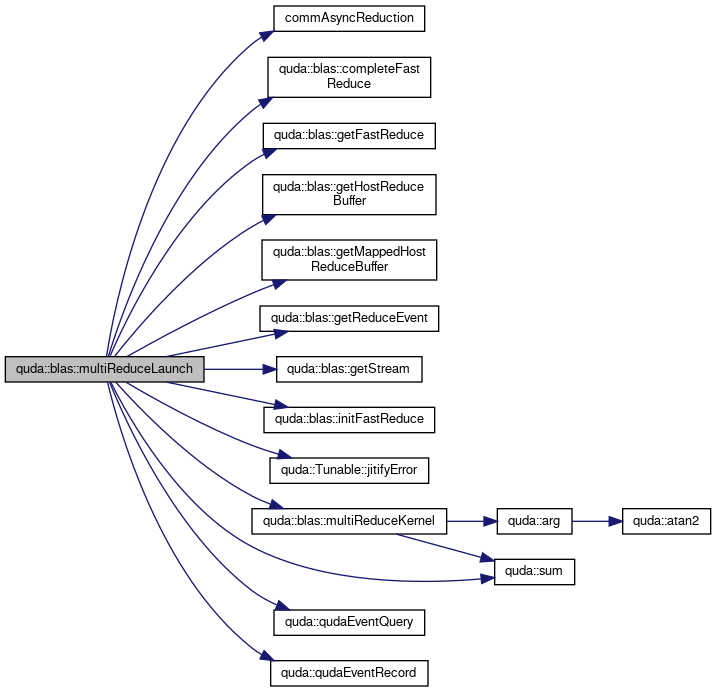 commAsyncReduction
quda::blas::completeFast
Reduce
quda::blas::getFastReduce
quda::blas::getHostReduce
Buffer
quda::blas::getMappedHost
ReduceBuffer
quda::blas::getReduceEvent
quda::blas::multiReduceLaunch
quda::blas::getStream
quda::blas::initFastReduce
quda::Tunable::jitifyError
quda::blas::multiReduceKernel
quda::arg
quda::atan2
quda::sum
quda::qudaEventQuery
quda::qudaEventRecord